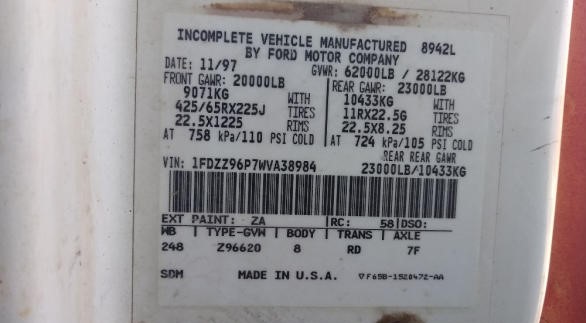 INCOMPLETE VEHICLE MANUFACTURED 8942L
BY FORD MOTOR COMPANY
DATE: 11/97 GVWR: 62000LB / 28122KG
FRONT GAWR: 20000LB REAR GAWR: 23000LB
9071KG WITH 10433KG WITH
425/65RX225J TIRES 11RX22.5G TIRES
22.5X1225 RIMS 22.5X8.25 RIMS
AT 758 kPa/110 PSI COLD AT 724 kPa/105 PSI COLD
REAR REAR GAWR
VIN: 1FDZZ96P7WVA38984 23000LB/10433KG
EXT PAINT: ZA RC: 58 DSO:
WB TYPE-GVW BODY TRANS AXLE
248 Z96620 8 RD 7F
SDM MADE IN U.S.A. ▽F65B-1520472-AA